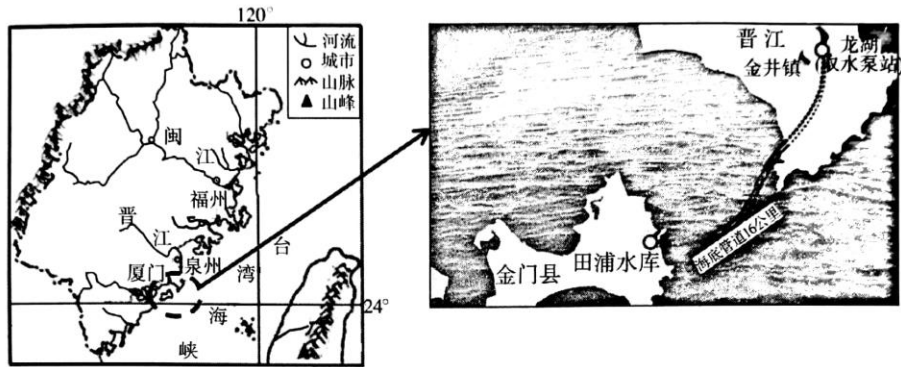 120°
河流
城市
山脉
山峰
闽
江
福州
晋
江
泉州
厦门
台
湾
海
峡
24°
晋江
金井镇
龙湖
(取水泵站)
海底管道16公里
田浦水库
金门县